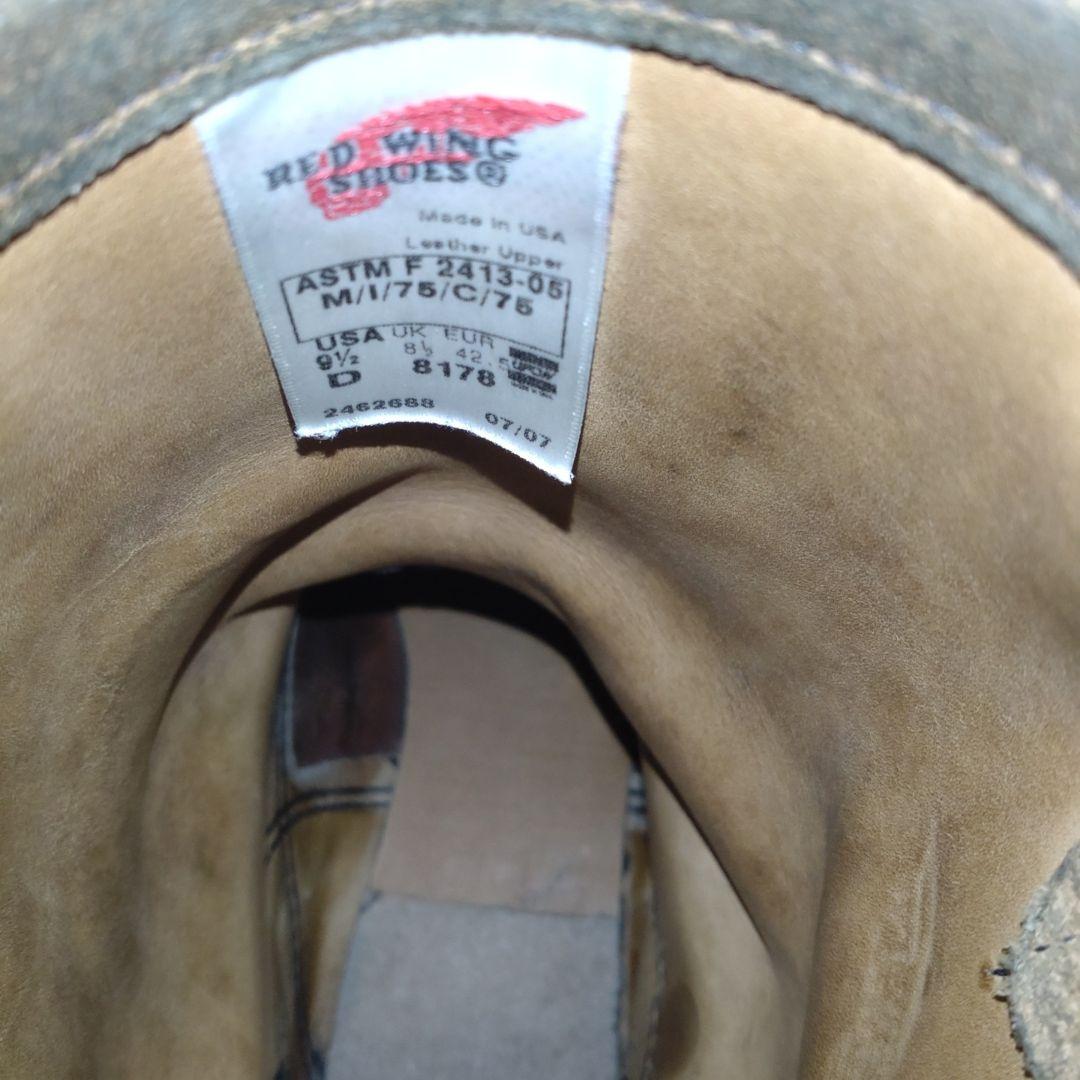 RED WING
SHOES®
Made in USA
Leather Upper
ASTM F 2413-05
M/I/75/C/75
USA UK EUR
9½ 8½ 42.5
D 8178
2462688 07/07